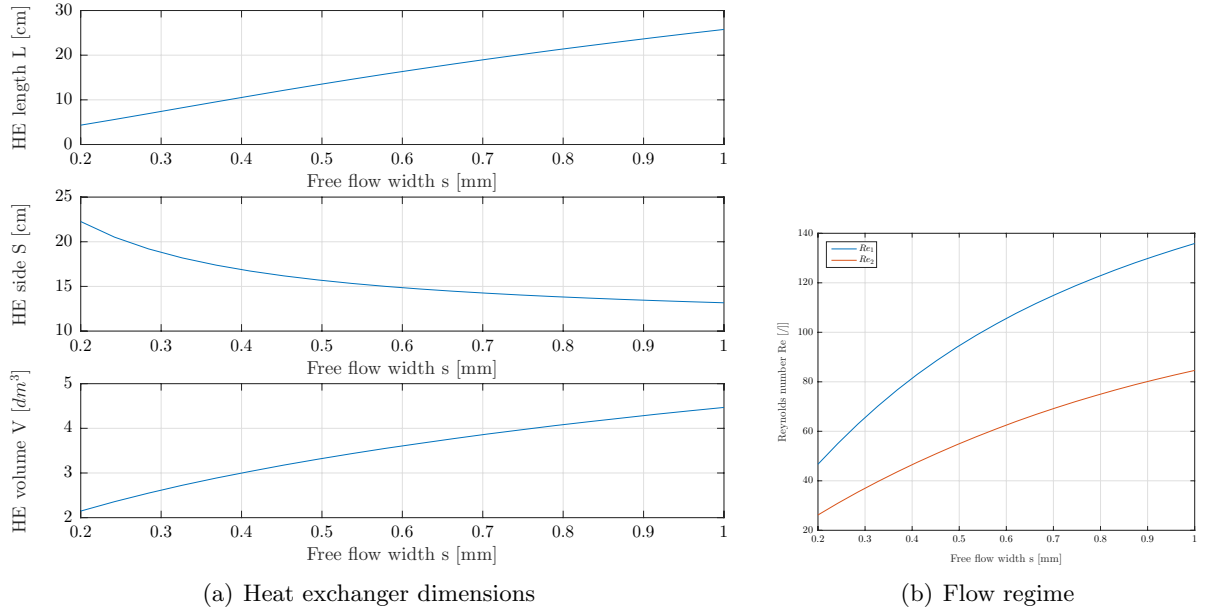 HE length L [cm]
30
20
10
0
0.2 0.3 0.4 0.5 0.6 0.7 0.8 0.9 1
Free flow width s [mm]
HE side S [cm]
25
20
15
10
0.2 0.3 0.4 0.5 0.6 0.7 0.8 0.9 1
Free flow width s [mm]
HE volume V [dm³]
5
4
3
2
0.2 0.3 0.4 0.5 0.6 0.7 0.8 0.9 1
Free flow width s [mm]
(a) Heat exchanger dimensions
Reynolds number Re [/]]
140
120
100
80
60
40
20
Re₁
Re₂
0.2 0.3 0.4 0.5 0.6 0.7 0.8 0.9 1
Free flow width s [mm]
(b) Flow regime